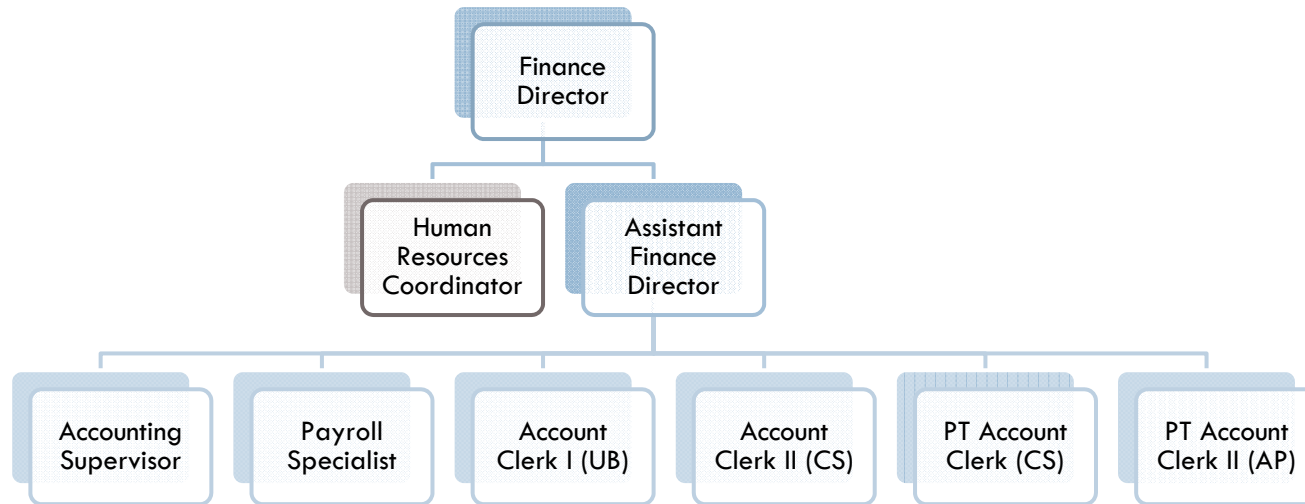 Finance
Director
Human
Resources
Coordinator
Assistant
Finance
Director
Accounting
Supervisor
Payroll
Specialist
Account
Clerk I (UB)
Account
Clerk II (CS)
PT Account
Clerk (CS)
PT Account
Clerk II (AP)